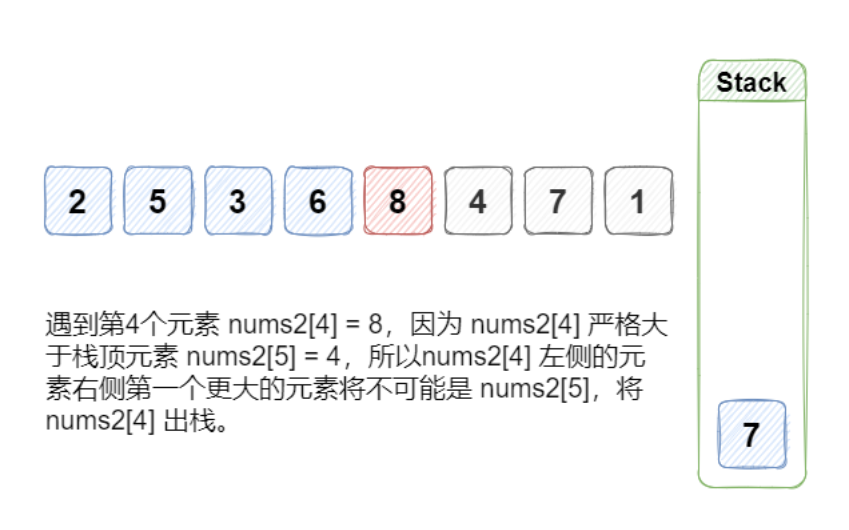 Stack
2 5 3 6 8 4 7 1
遇到第4个元素 nums2[4] = 8，因为 nums2[4] 严格大
于栈顶元素 nums2[5] = 4，所以nums2[4] 左侧的元
素右侧第一个更大的元素将不可能是 nums2[5]，将
nums2[4] 出栈。
7